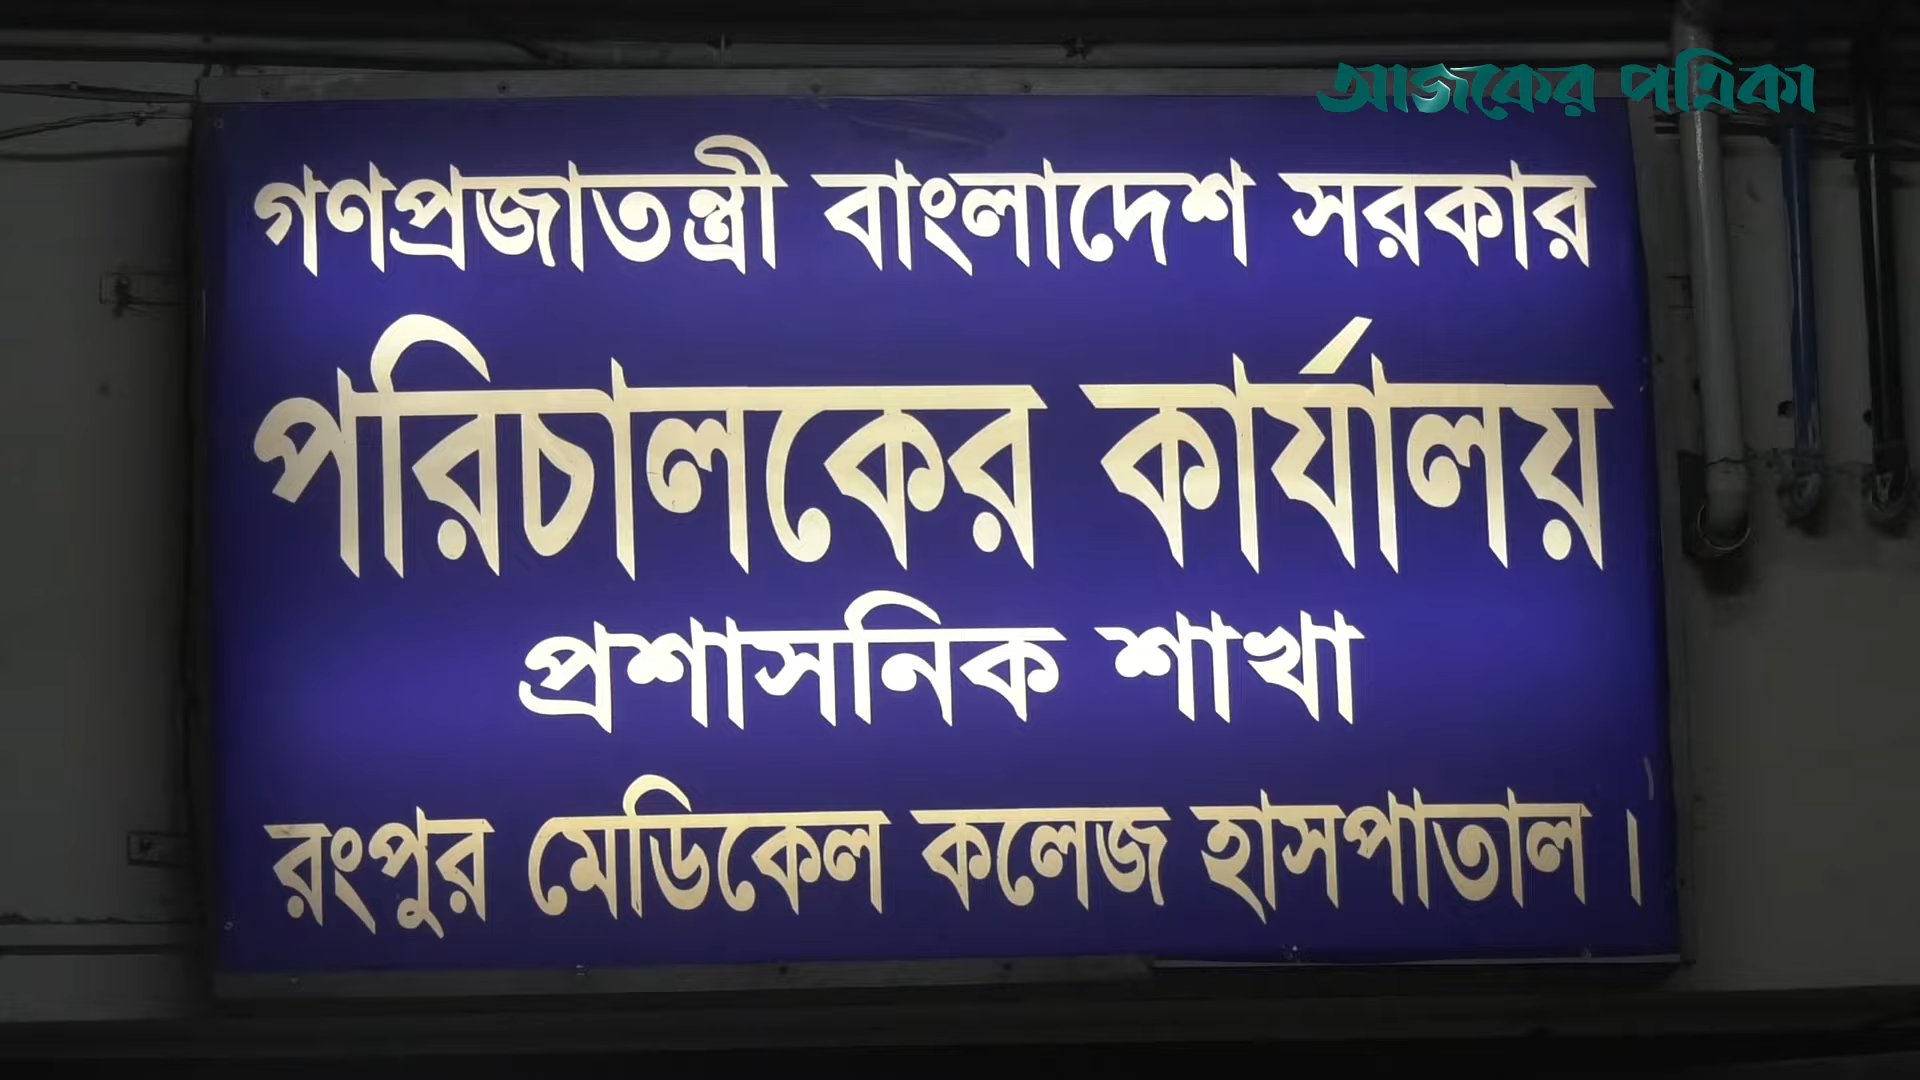 আজকের পত্রিকা
গণপ্রজাতন্ত্রী বাংলাদেশ সরকার
পরিচালকের কার্যালয়
প্রশাসনিক শাখা
রংপুর মেডিকেল কলেজ হাসপাতাল ।